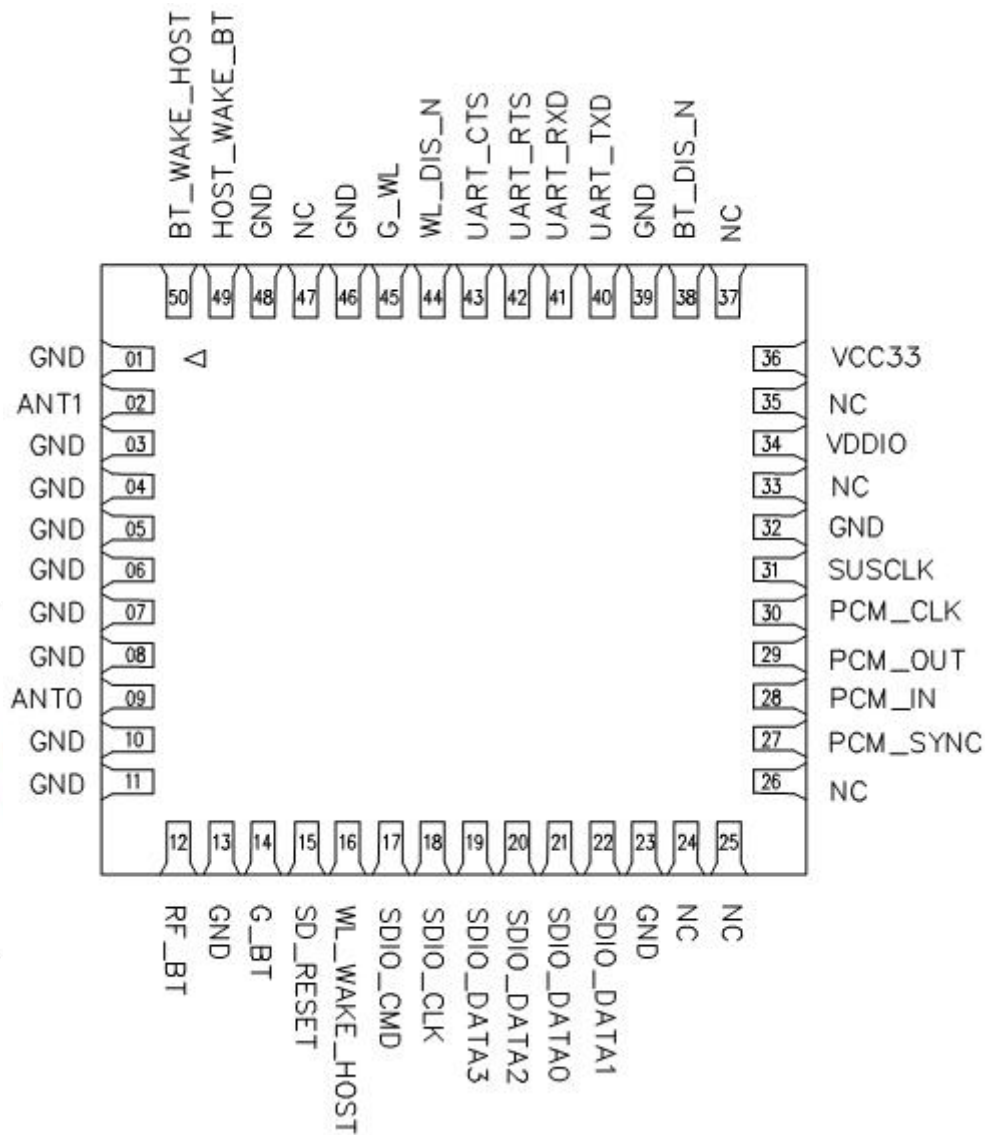 BT_WAKE_HOST
HOST_WAKE_BT
GND
NC
GND
G_WL
WL_DIS_N
UART_CTS
UART_RTS
UART_RXD
UART_TXD
GND
BT_DIS_N
NC
50 49 48 47 46 45 44 43 42 41 40 39 38 37
GND 01
ANT1 02
GND 03
GND 04
GND 05
GND 06
GND 07
GND 08
ANT0 09
GND 10
GND 11
36 VCC33
35 NC
34 VDDIO
33 NC
32 GND
31 SUSCLK
30 PCM_CLK
29 PCM_OUT
28 PCM_IN
27 PCM_SYNC
26 NC
12 13 14 15 16 17 18 19 20 21 22 23 24 25
RF_BT
GND
G_BT
SD_RESET
WL_WAKE_HOST
SDIO_CMD
SDIO_CLK
SDIO_DATA3
SDIO_DATA2
SDIO_DATA0
SDIO_DATA1
GND
NC
NC